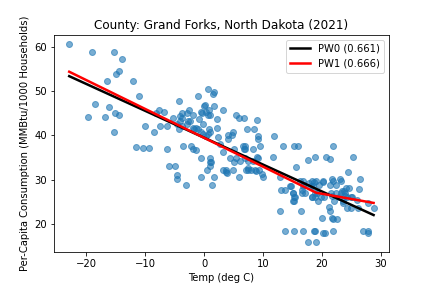 County: Grand Forks, North Dakota (2021)
PW0 (0.661)
PW1 (0.666)
Per-Capita Consumption (MMBtu/1000 Households)
60
50
40
30
20
−20 −10 0 10 20 30
Temp (deg C)